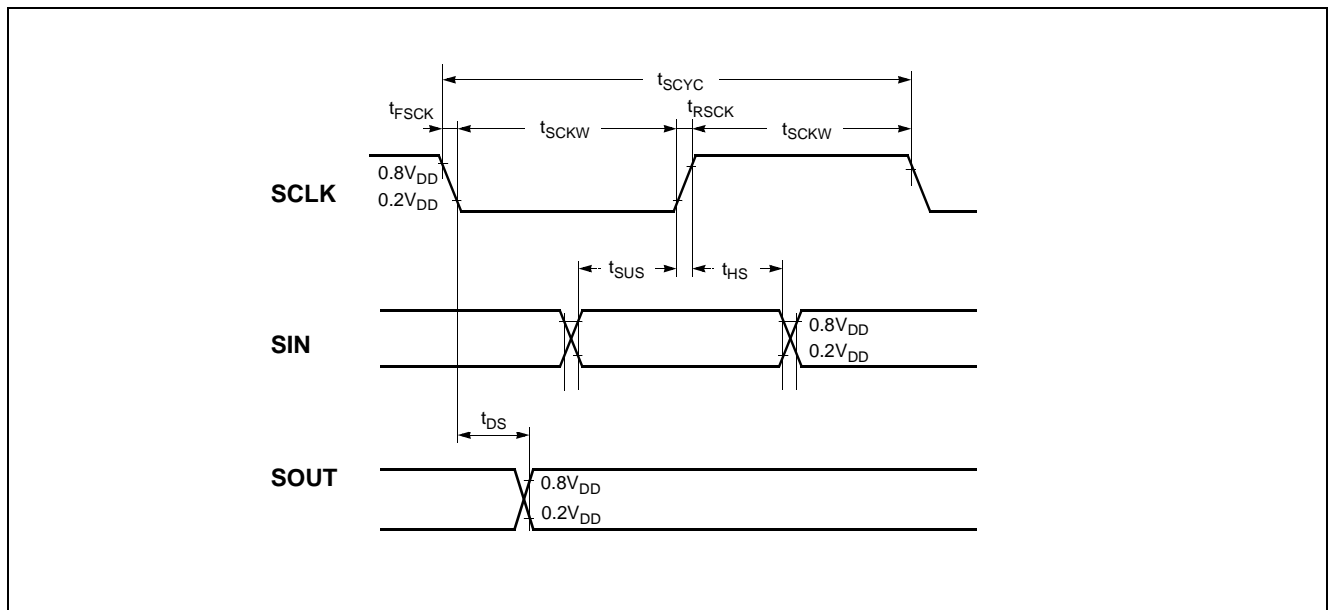 tSCYC
tFSCK
tRSCK
tSCKW
tSCKW
0.8VDD
SCLK
0.2VDD
tSUS
tHS
0.8VDD
SIN
0.2VDD
tDS
SOUT
0.8VDD
0.2VDD